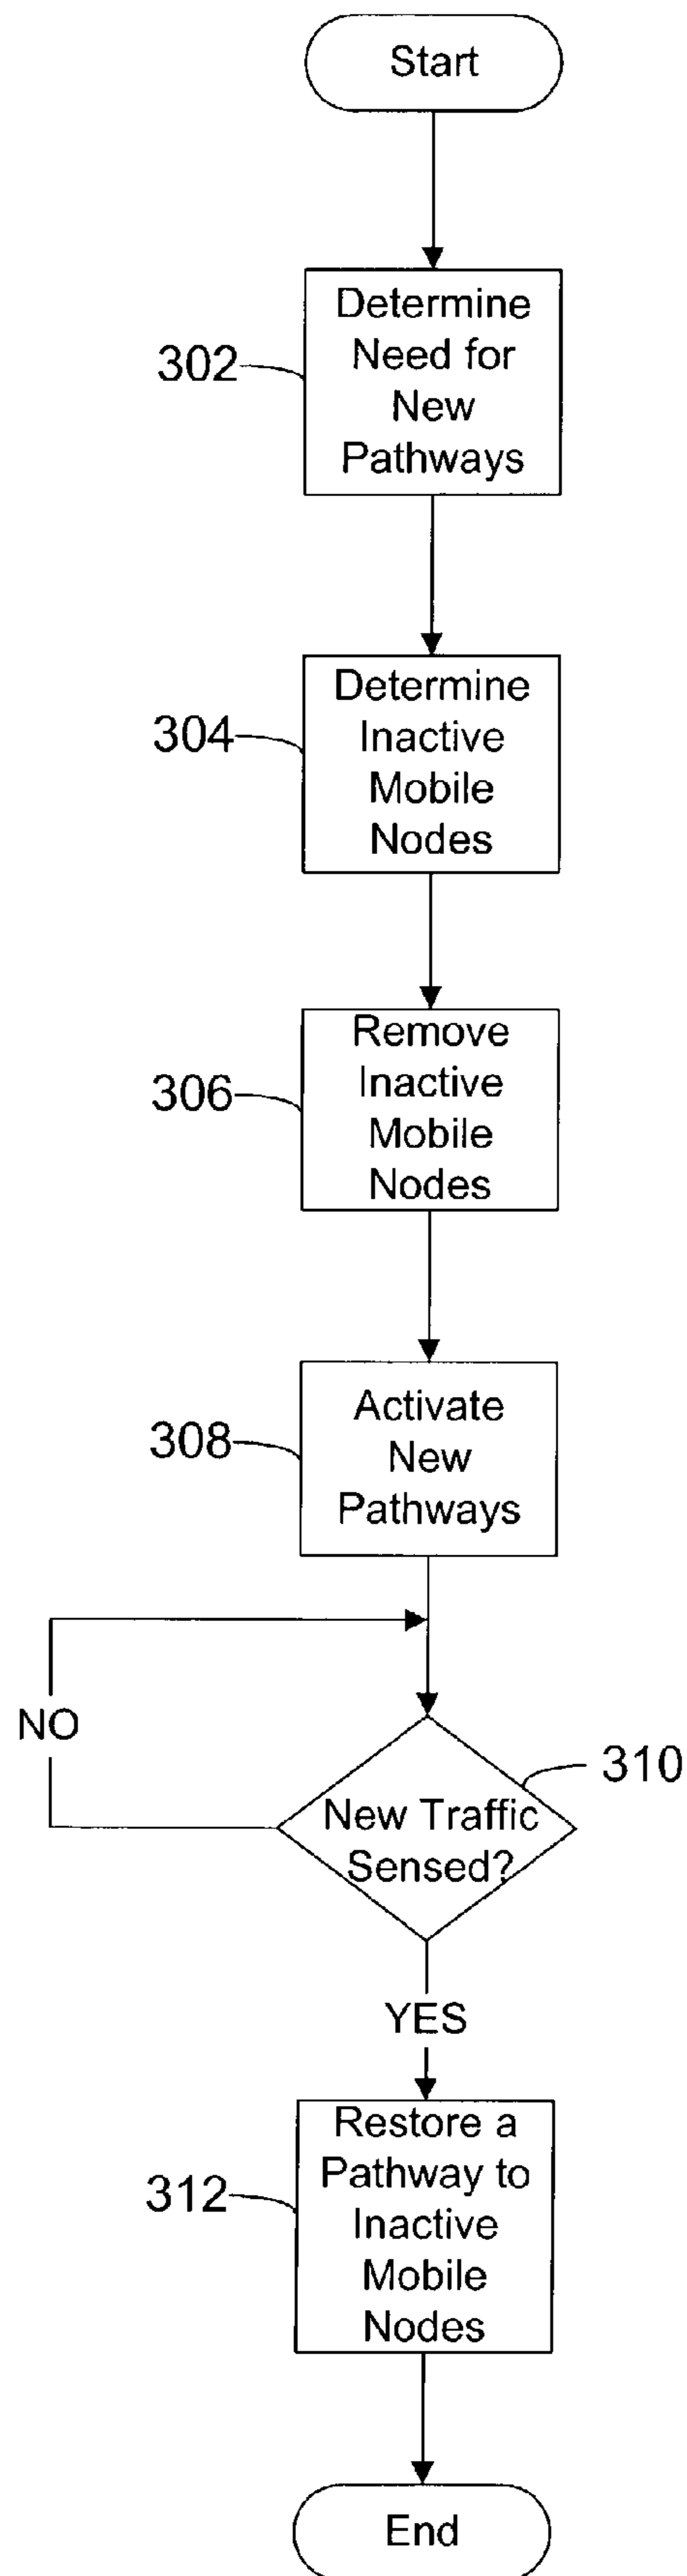 Start
302
Determine
Need for
New
Pathways
304
Determine
Inactive
Mobile
Nodes
306
Remove
Inactive
Mobile
Nodes
308
Activate
New
Pathways
NO
310
New Traffic
Sensed?
YES
312
Restore a
Pathway to
Inactive
Mobile
Nodes
End